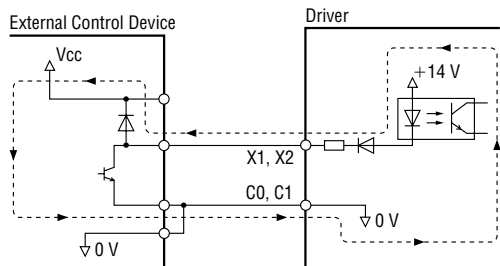 External Control Device
Driver
Vcc
+14 V
X1, X2
C0, C1
0 V
0 V